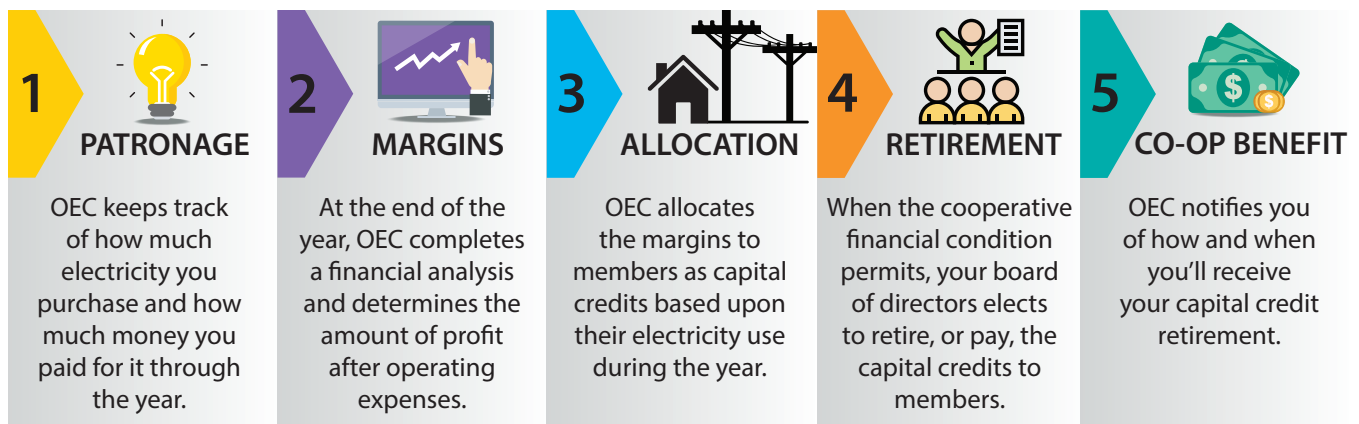 1
PATRONAGE
OEC keeps track
of how much
electricity you
purchase and how
much money you
paid for it through
the year.
2
MARGINS
At the end of the
year, OEC completes
a financial analysis
and determines the
amount of profit
after operating
expenses.
3
ALLOCATION
OEC allocates
the margins to
members as capital
credits based upon
their electricity use
during the year.
4
RETIREMENT
When the cooperative
financial condition
permits, your board
of directors elects
to retire, or pay, the
capital credits to
members.
5
$
$
CO-OP BENEFIT
OEC notifies you
of how and when
you’ll receive
your capital credit
retirement.